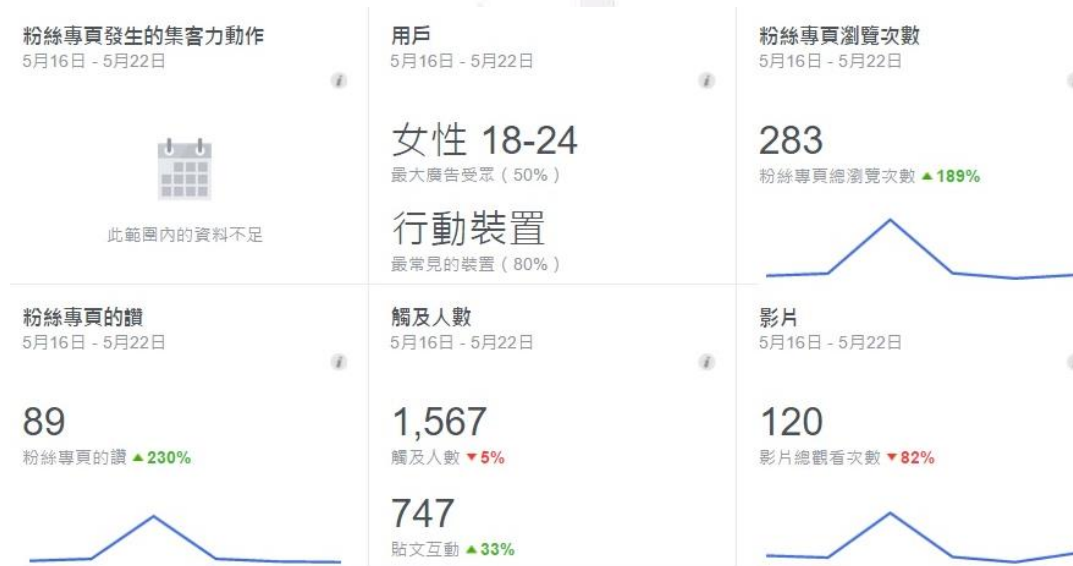 粉絲專頁發生的集客力動作
5月16日 - 5月22日
i
此範圍內的資料不足
用戶
5月16日 - 5月22日
i
女性 18-24
最大廣告受眾（50%）
行動裝置
最常見的裝置（80%）
粉絲專頁瀏覽次數
5月16日 - 5月22日
283
粉絲專頁總瀏覽次數 ▲189%
粉絲專頁的讚
5月16日 - 5月22日
i
89
粉絲專頁的讚 ▲230%
觸及人數
5月16日 - 5月22日
i
1,567
觸及人數 ▼5%
747
貼文互動 ▲33%
影片
5月16日 - 5月22日
120
影片總觀看次數 ▼82%